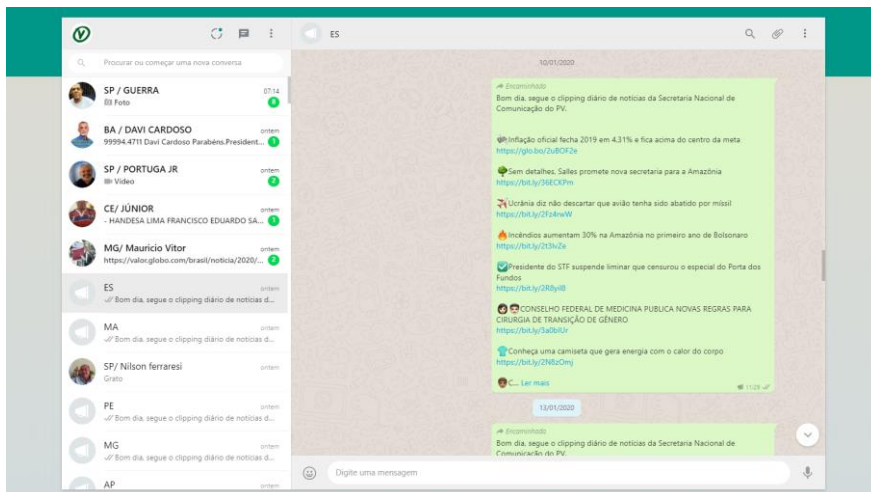 Procurar ou começar uma nova conversa
SP / GUERRA 07:14
Foto 8
BA / DAVI CARDOSO ontem
99994.4711 Davi Cardoso Parabéns.President... 1
SP / PORTUGA JR ontem
Vídeo 2
CE/ JÚNIOR ontem
- HANDESA LIMA FRANCISCO EDUARDO SA... 1
MG/ Mauricio Vitor ontem
https://valor.globo.com/brasil/noticia/2020/... 2
ES ontem
Bom dia, segue o clipping diário de notícias d...
MA ontem
Bom dia, segue o clipping diário de notícias d...
SP/ Nilson ferraresi ontem
Grato
PE ontem
Bom dia, segue o clipping diário de notícias d...
MG ontem
Bom dia, segue o clipping diário de notícias d...
AP ontem
ES
10/01/2020
Encaminhada
Bom dia, segue o clipping diário de notícias da Secretaria Nacional de
Comunicação do PV.
Inflação oficial fecha 2019 em 4,31% e fica acima do centro da meta
https://glo.bo/2uBOF2e
Sem detalhes, Salles promete nova secretaria para a Amazônia
https://bit.ly/36ECKPm
Ucrânia diz não descartar que avião tenha sido abatido por míssil
https://bit.ly/2Fz4rwW
Incêndios aumentam 30% na Amazônia no primeiro ano de Bolsonaro
https://bit.ly/2t3lvZe
Presidente do STF suspende liminar que censurou o especial do Porta dos
Fundos
https://bit.ly/2R8yil8
CONSELHO FEDERAL DE MEDICINA PUBLICA NOVAS REGRAS PARA
CIRURGIA DE TRANSIÇÃO DE GÊNERO
https://bit.ly/3a0blUr
Conheça uma camiseta que gera energia com o calor do corpo
https://bit.ly/2N8zOmj
C... Ler mais
11:29
13/01/2020
Encaminhada
Bom dia, segue o clipping diário de notícias da Secretaria Nacional de
Comunicação do PV.
Digite uma mensagem